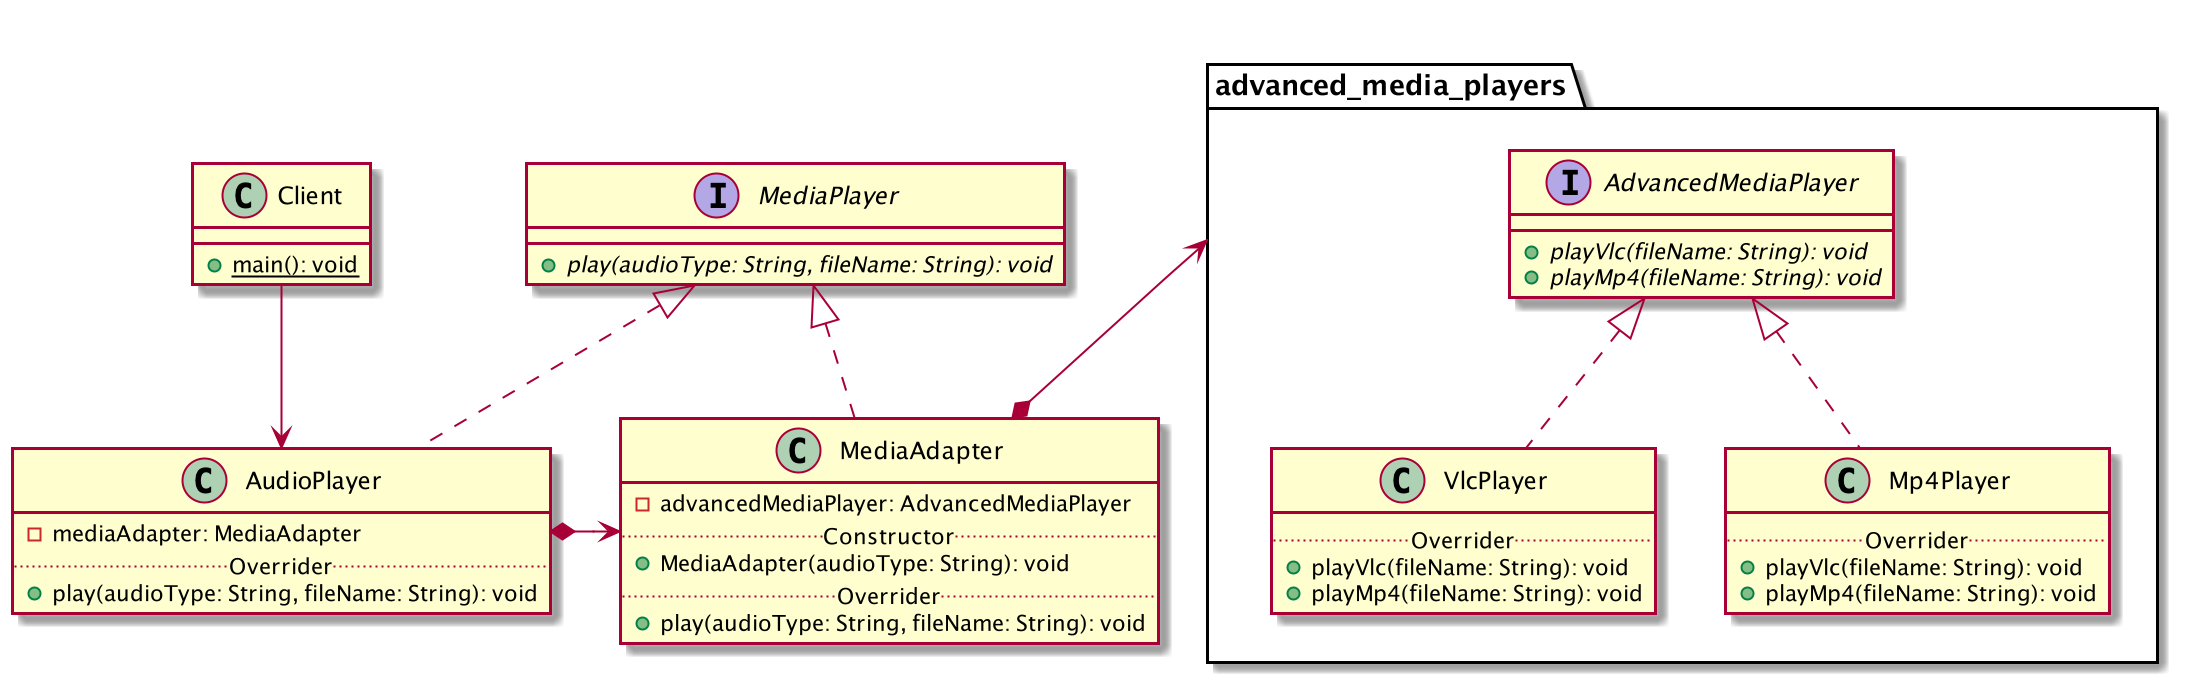 advanced_media_players
C Client
main(): void
I MediaPlayer
play(audioType: String, fileName: String): void
I AdvancedMediaPlayer
playVlc(fileName: String): void
playMp4(fileName: String): void
C AudioPlayer
mediaAdapter: MediaAdapter
Overrider
play(audioType: String, fileName: String): void
C MediaAdapter
advancedMediaPlayer: AdvancedMediaPlayer
Constructor
MediaAdapter(audioType: String): void
Overrider
play(audioType: String, fileName: String): void
C VlcPlayer
Overrider
playVlc(fileName: String): void
playMp4(fileName: String): void
C Mp4Player
Overrider
playVlc(fileName: String): void
playMp4(fileName: String): void